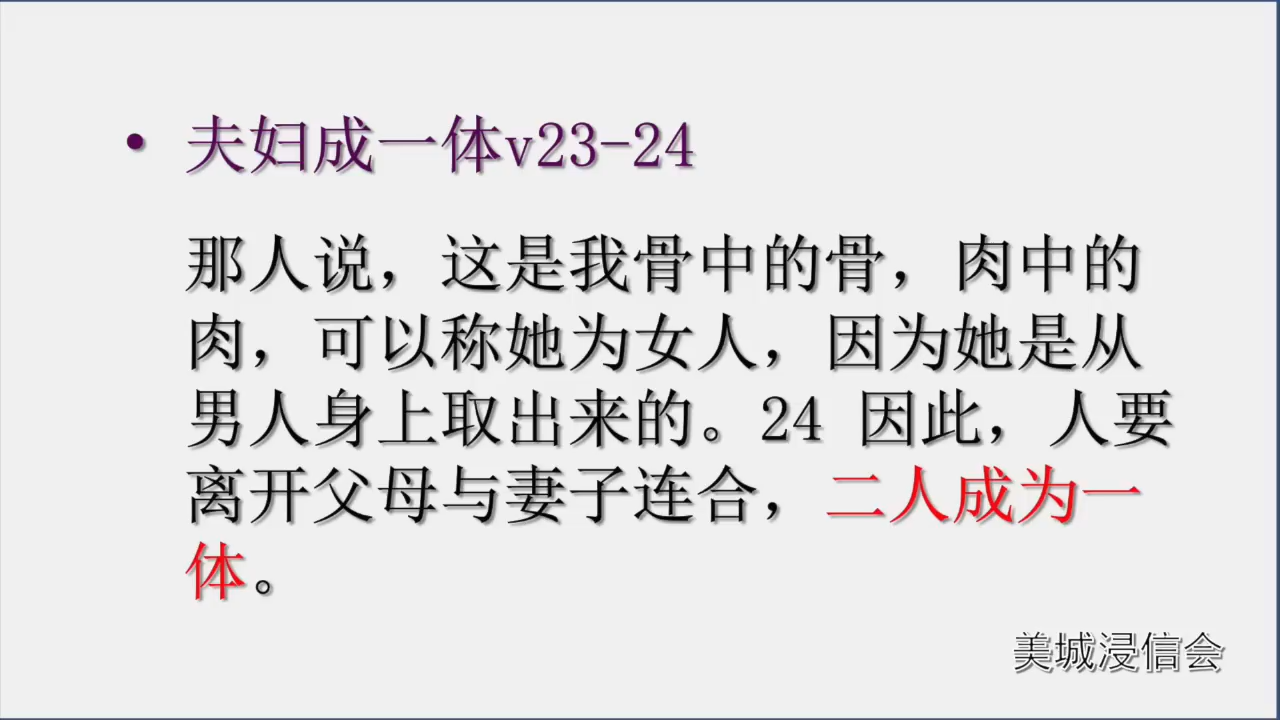 • 夫妇成一体v23-24
那人说，这是我骨中的骨，肉中的
肉，可以称她为女人，因为她是从
男人身上取出来的。24 因此，人要
离开父母与妻子连合，二人成为一
体。
美城浸信会